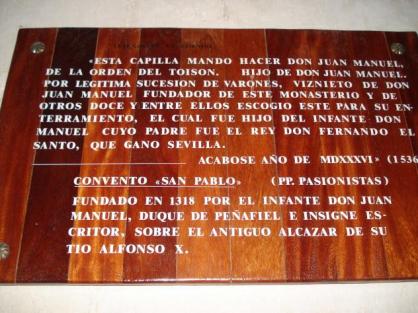 «ESTA CAPILLA MANDO HACER DON JUAN MANUEL,
DE LA ORDEN DEL TOISON. HIJO DE DON JUAN MANUEL.
POR LEGITIMA SUCESION DE VARONES, VIZNIETO DE DON
JUAN MANUEL FUNDADOR DE ESTE MONASTERIO Y DE
OTROS DOCE Y ENTRE ELLOS ESCOGIO ESTE PARA SU EN-
TERRAMIENTO, EL CUAL FUE HIJO DEL INFANTE DON
MANUEL CUYO PADRE FUE EL REY DON FERNANDO EL
SANTO, QUE GANO SEVILLA.
ACABOSE AÑO DE MDXXXVI» (1536
CONVENTO «SAN PABLO» (PP. PASIONISTAS)
FUNDADO EN 1318 POR EL INFANTE DON JUAN
MANUEL, DUQUE DE PEÑAFIEL E INSIGNE ES-
CRITOR, SOBRE EL ANTIGUO ALCAZAR DE SU
TIO ALFONSO X.